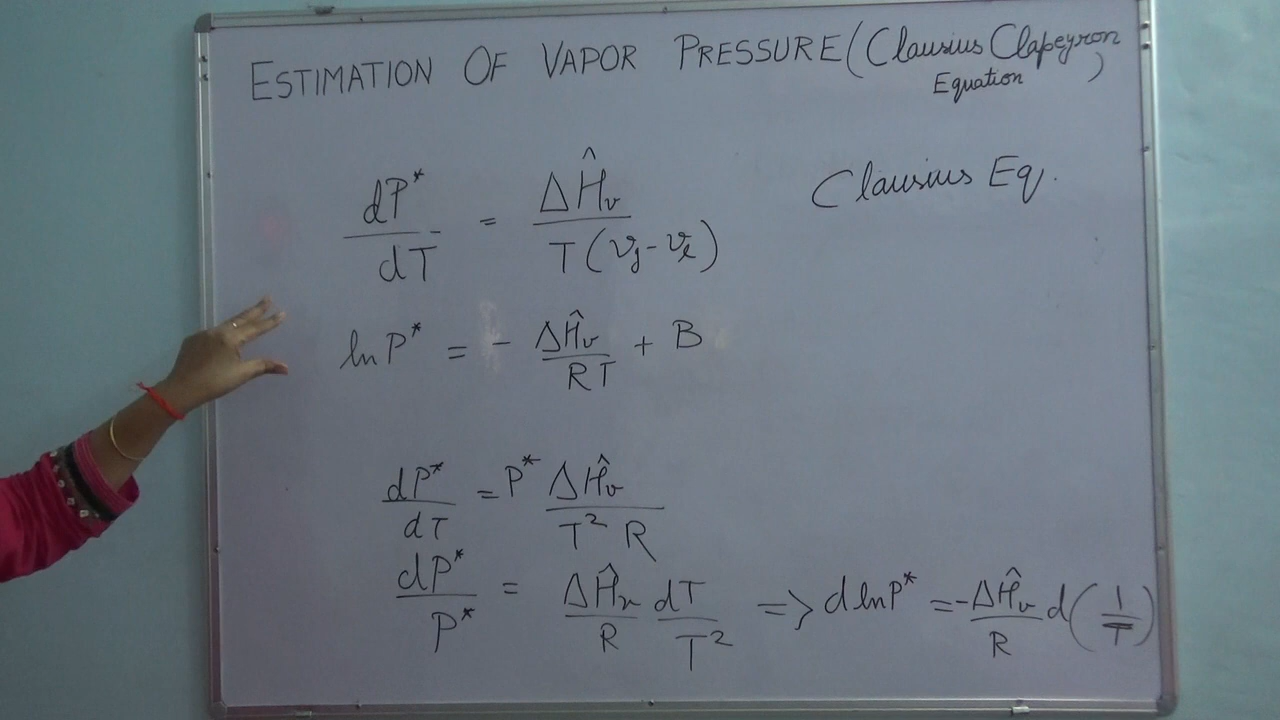 ESTIMATION OF VAPOR PRESSURE (Clausius Clapeyron
Equation )
dP*/dT = ΔĤv / T(Vg - Vl)
Clausius Eq.
ln P* = - ΔĤv / RT + B
dP*/dT = P* ΔĤv / T² R
dP*/P* = ΔĤv/R dT/T² => d ln P* = -ΔĤv/R d(1/T)